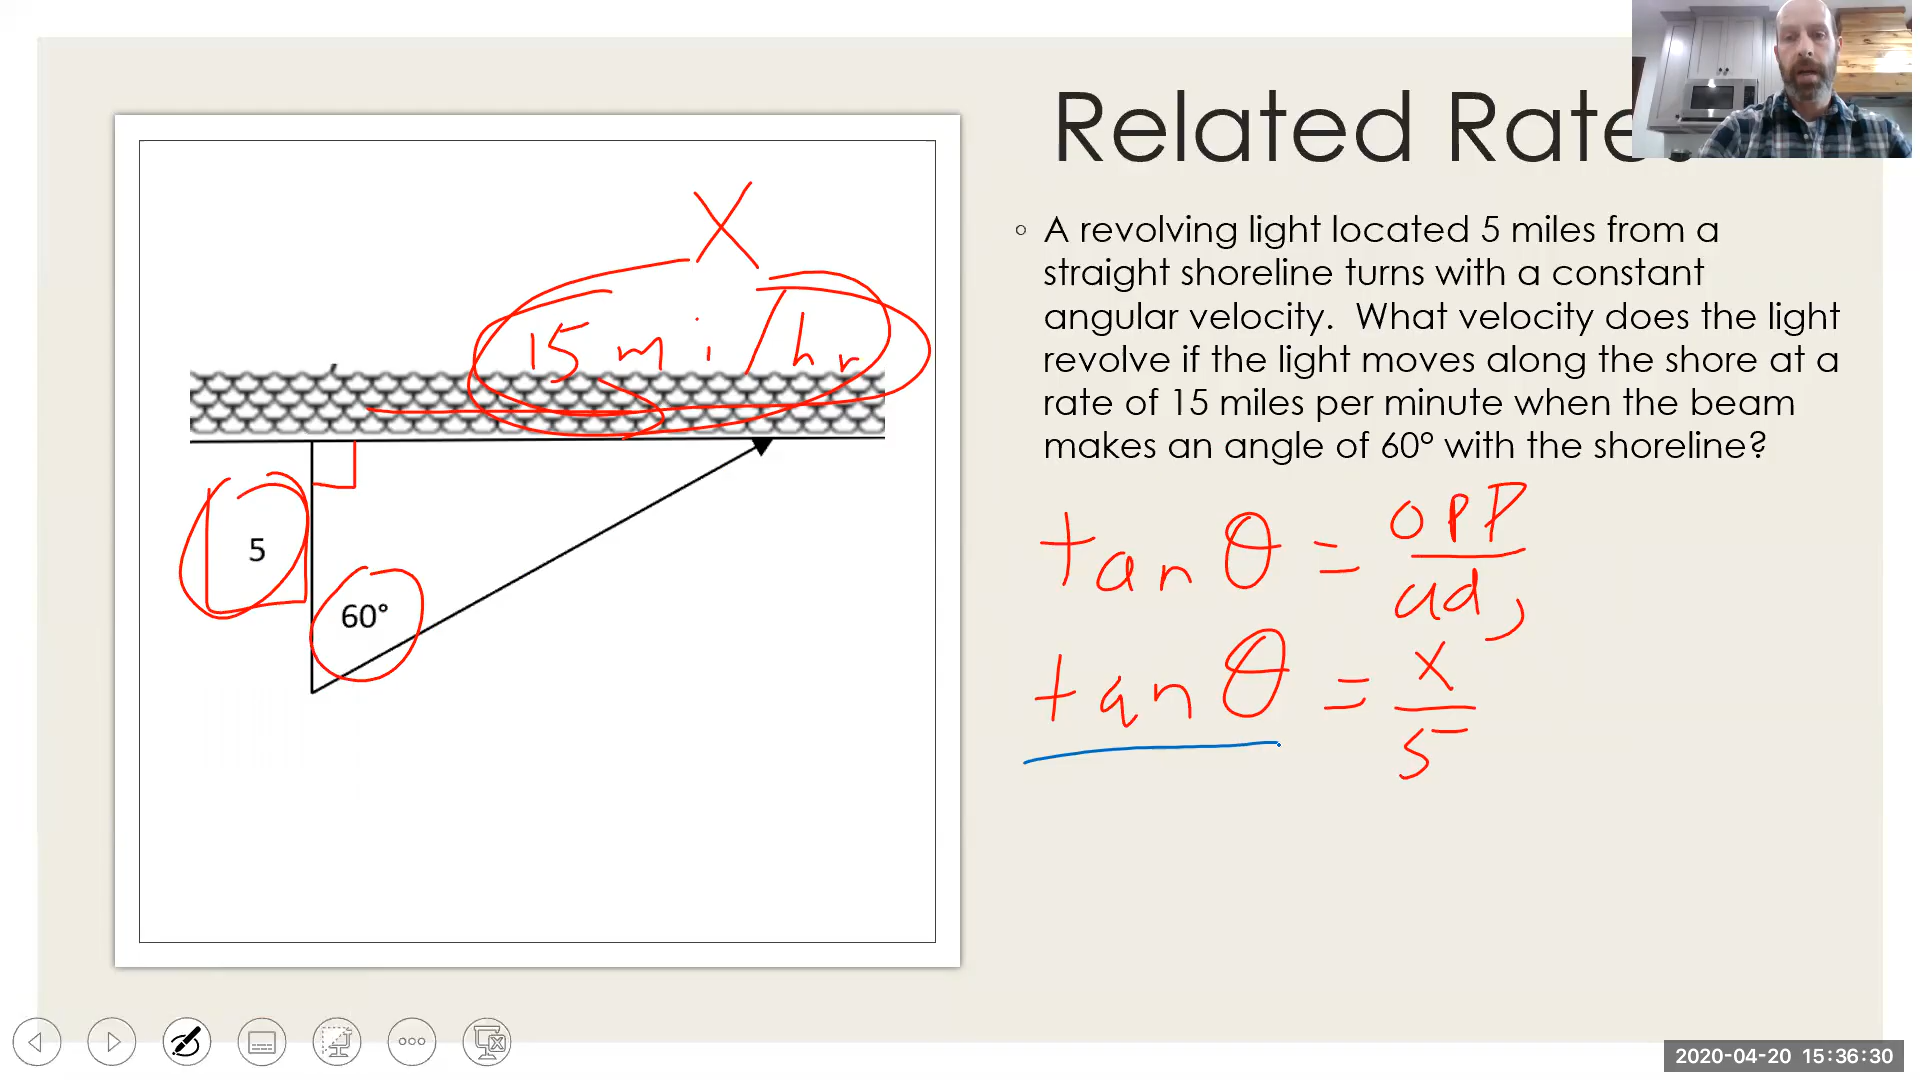 Related Rate
◦ A revolving light located 5 miles from a
straight shoreline turns with a constant
angular velocity. What velocity does the light
revolve if the light moves along the shore at a
rate of 15 miles per minute when the beam
makes an angle of 60° with the shoreline?
X
15 mi/hr
5
60°
tan θ = opp
adj
tan θ = x
5
2020-04-20 15:36:30